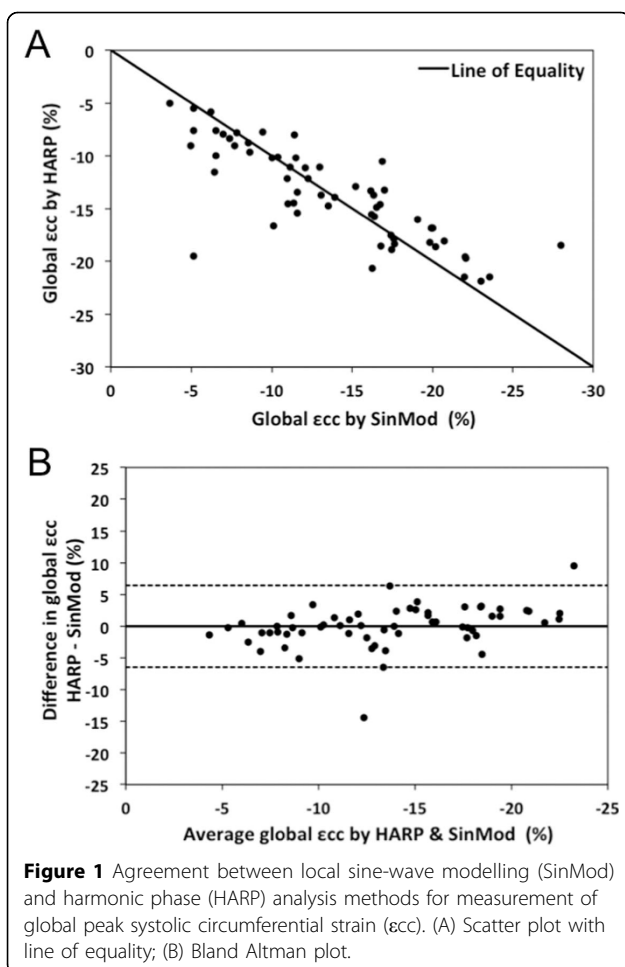 A
Line of Equality
Global εcc by HARP (%)
0
-5
-10
-15
-20
-25
-30
0
-5
-10
-15
-20
-25
-30
Global εcc by SinMod (%)
B
Difference in global εcc
HARP - SinMod (%)
25
20
15
10
5
0
-5
-10
-15
-20
-25
0
-5
-10
-15
-20
-25
Average global εcc by HARP & SinMod (%)
Figure 1 Agreement between local sine-wave modelling (SinMod)
and harmonic phase (HARP) analysis methods for measurement of
global peak systolic circumferential strain (εcc). (A) Scatter plot with
line of equality; (B) Bland Altman plot.